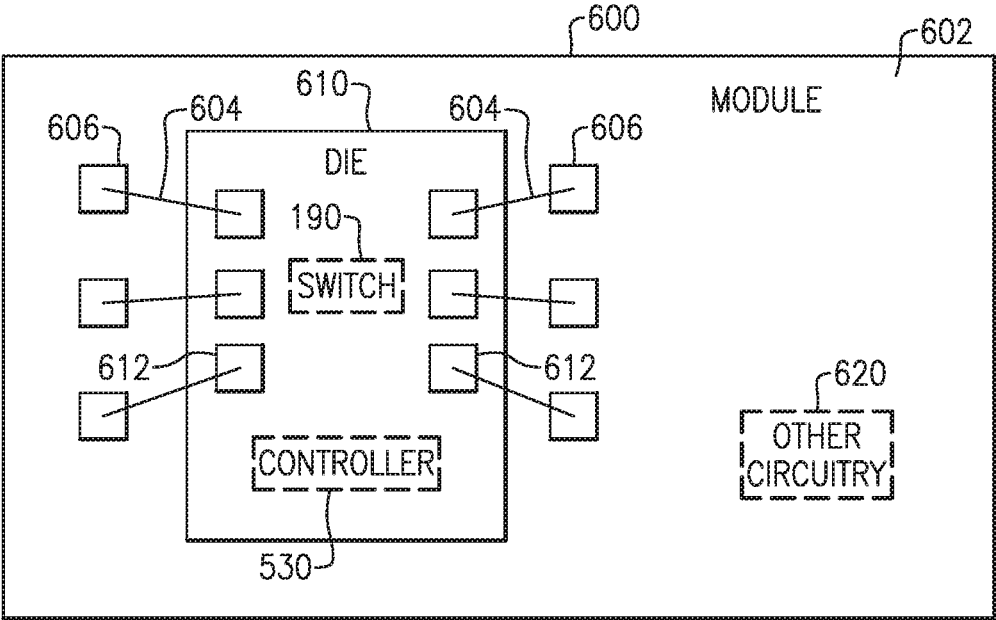 600
602
610
MODULE
604
604
606
606
DIE
190
SWITCH
612
612
620
OTHER
CIRCUITRY
CONTROLLER
530